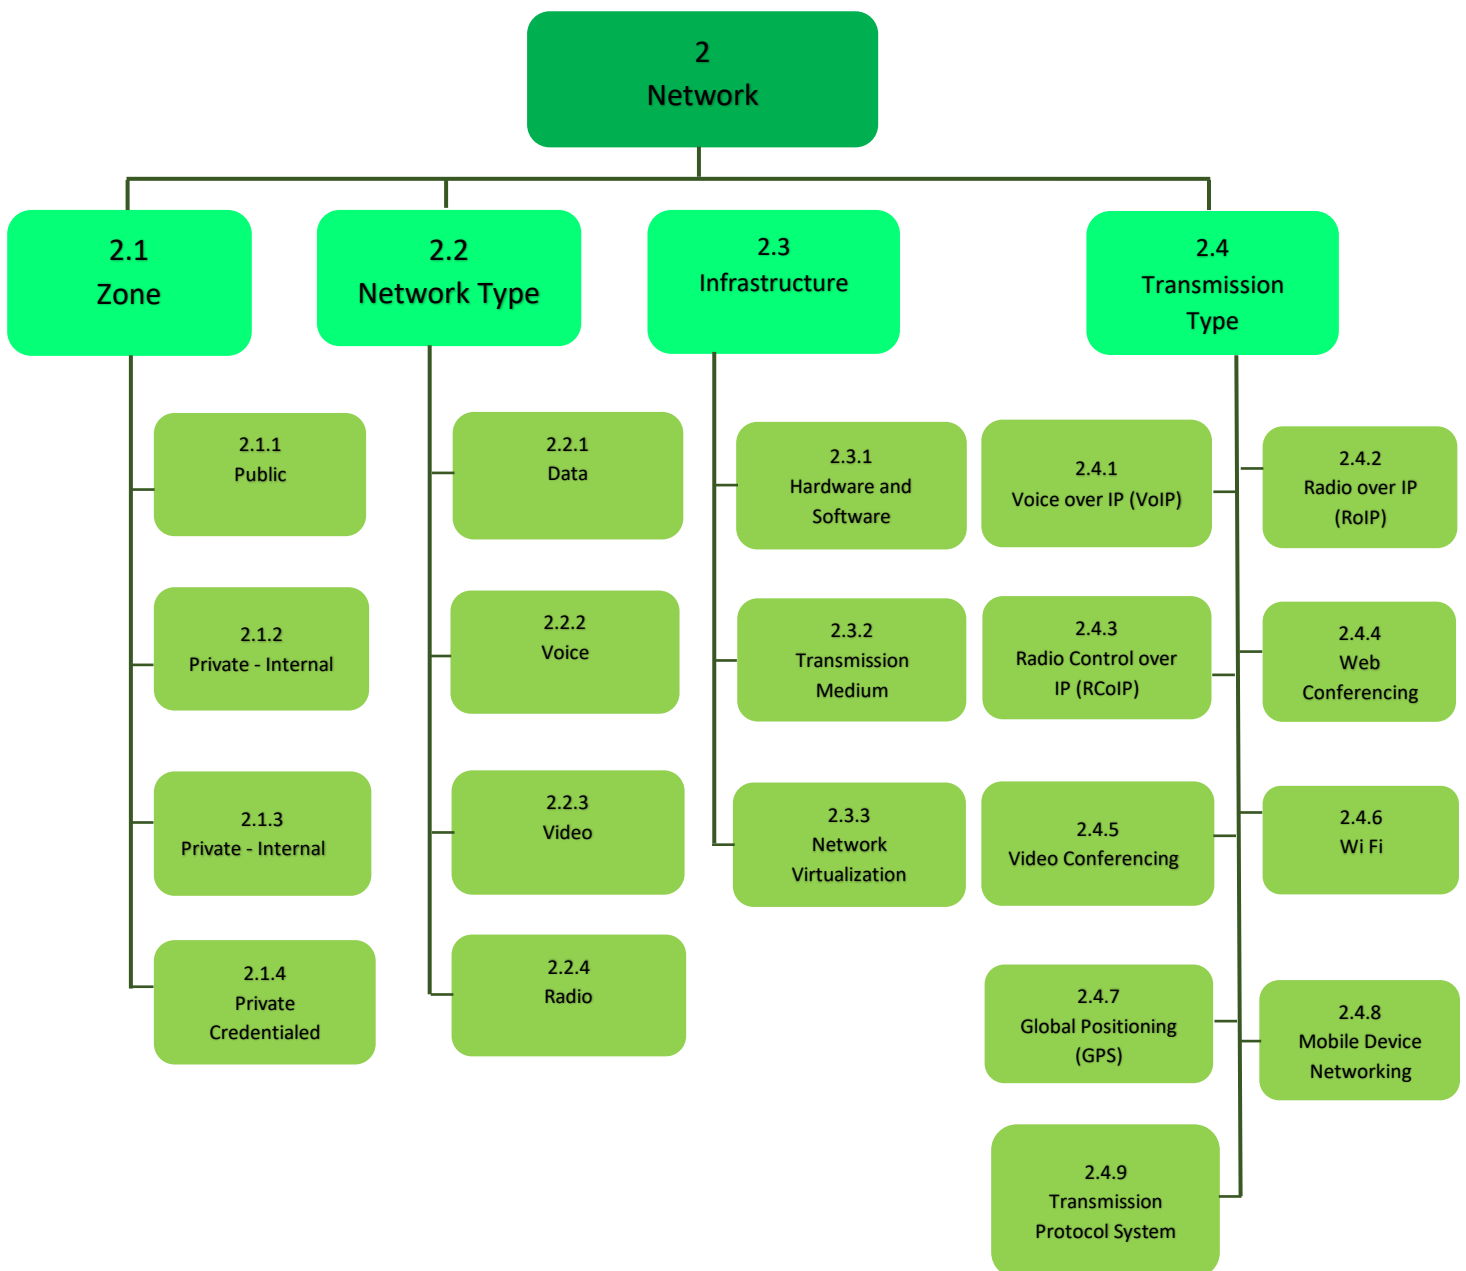 2
Network
2.1
Zone
2.2
Network Type
2.3
Infrastructure
2.4
Transmission
Type
2.1.1
Public
2.1.2
Private - Internal
2.1.3
Private - Internal
2.1.4
Private
Credentialed
2.2.1
Data
2.2.2
Voice
2.2.3
Video
2.2.4
Radio
2.3.1
Hardware and
Software
2.3.2
Transmission
Medium
2.3.3
Network
Virtualization
2.4.1
Voice over IP (VoIP)
2.4.2
Radio over IP
(RoIP)
2.4.3
Radio Control over
IP (RCoIP)
2.4.4
Web
Conferencing
2.4.5
Video Conferencing
2.4.6
Wi Fi
2.4.7
Global Positioning
(GPS)
2.4.8
Mobile Device
Networking
2.4.9
Transmission
Protocol System